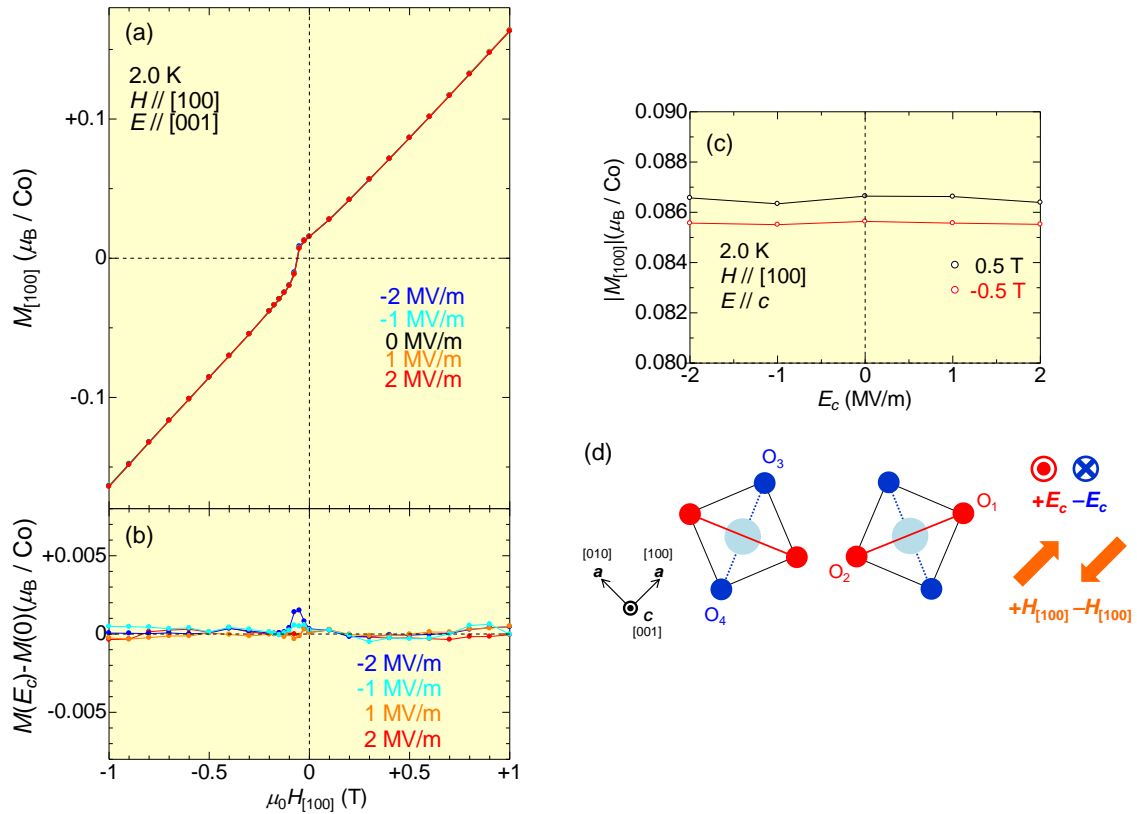 (a)
2.0 K
H // [100]
E // [001]
+0.1
0
-0.1
M[100] (μB / Co)
-2 MV/m
-1 MV/m
0 MV/m
1 MV/m
2 MV/m
(b)
+0.005
0
-0.005
M(Ec)-M(0)(μB / Co)
-2 MV/m
-1 MV/m
1 MV/m
2 MV/m
-1
-0.5
0
+0.5
+1
μ0H[100] (T)
(c)
0.090
0.088
0.086
0.084
0.082
0.080
|M[100]|(μB / Co)
2.0 K
H // [100]
E // c
0.5 T
-0.5 T
-2
-1
0
1
2
Ec (MV/m)
(d)
O3
O1
O2
O4
[010]
[100]
a
a
c
[001]
+Ec −Ec
+H[100] −H[100]